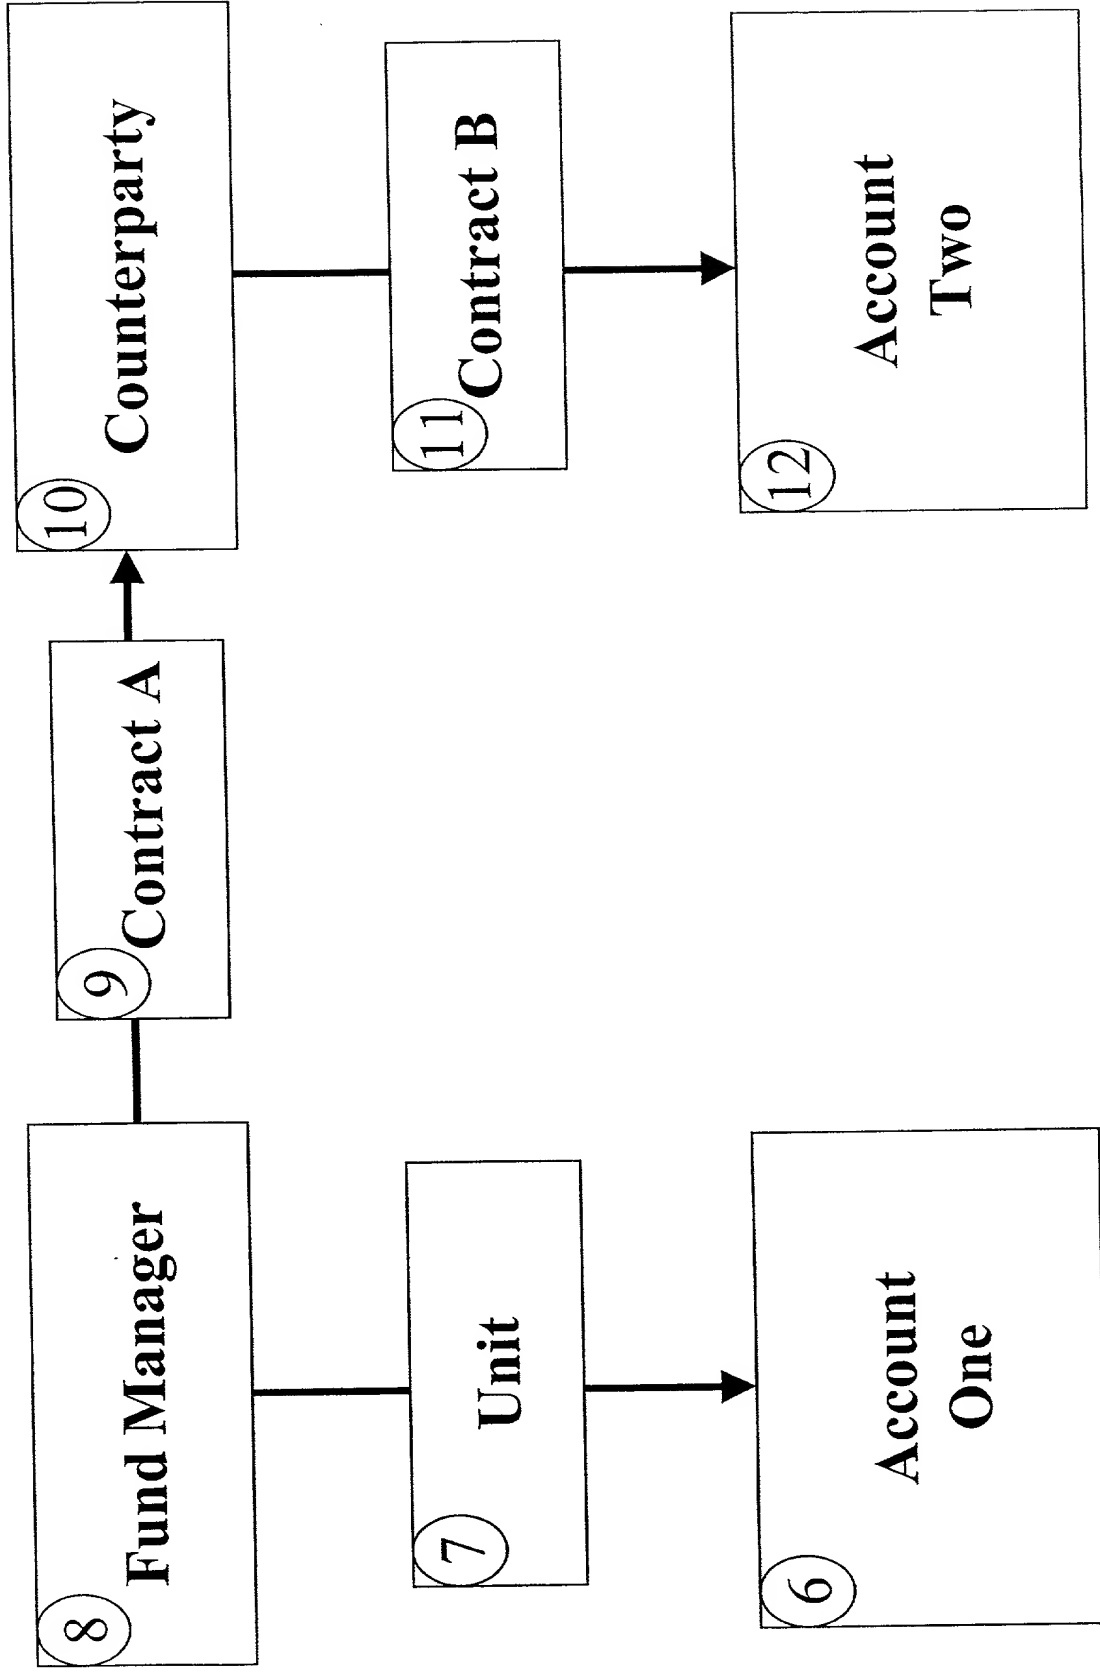 8
Fund Manager
9
Contract A
10
Counterparty
7
Unit
11
Contract B
6
Account
One
12
Account
Two